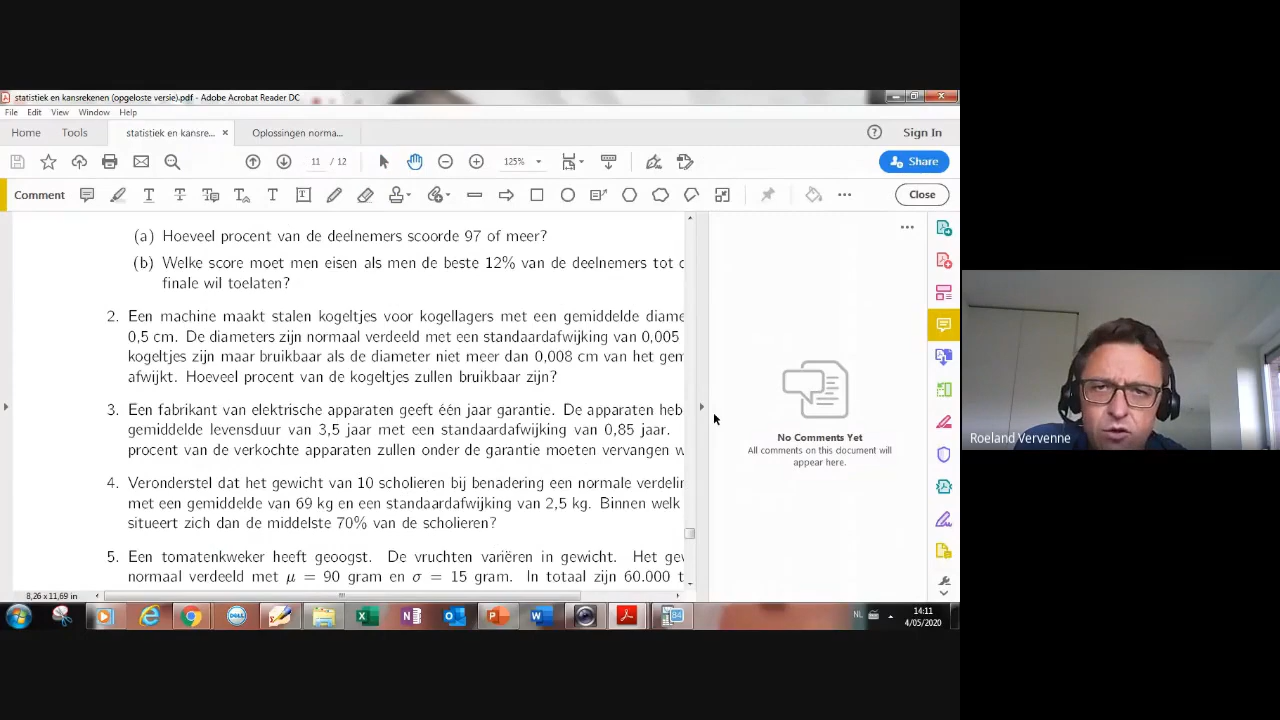 statistiek en kansrekenen (opgeloste versie).pdf - Adobe Acrobat Reader DC
File Edit View Window Help
Home Tools statistiek en kansre... × Oplossingen norma... ? Sign In
11 / 12 125% Share
Comment Close
(a) Hoeveel procent van de deelnemers scoorde 97 of meer?
(b) Welke score moet men eisen als men de beste 12% van de deelnemers tot
finale wil toelaten?
2. Een machine maakt stalen kogeltjes voor kogellagers met een gemiddelde diame
0,5 cm. De diameters zijn normaal verdeeld met een standaardafwijking van 0,005
kogeltjes zijn maar bruikbaar als de diameter niet meer dan 0,008 cm van het gem
afwijkt. Hoeveel procent van de kogeltjes zullen bruikbaar zijn?
3. Een fabrikant van elektrische apparaten geeft één jaar garantie. De apparaten heb
gemiddelde levensduur van 3,5 jaar met een standaardafwijking van 0,85 jaar.
procent van de verkochte apparaten zullen onder de garantie moeten vervangen w
4. Veronderstel dat het gewicht van 10 scholieren bij benadering een normale verdelin
met een gemiddelde van 69 kg en een standaardafwijking van 2,5 kg. Binnen welk
situeert zich dan de middelste 70% van de scholieren?
5. Een tomatenkweker heeft geoogst. De vruchten variëren in gewicht. Het gew
normaal verdeeld met μ = 90 gram en σ = 15 gram. In totaal zijn 60.000 t
No Comments Yet
All comments on this document will
appear here.
8,26 x 11,69 in
Roeland Vervenne
NL
84
14:11
4/05/2020